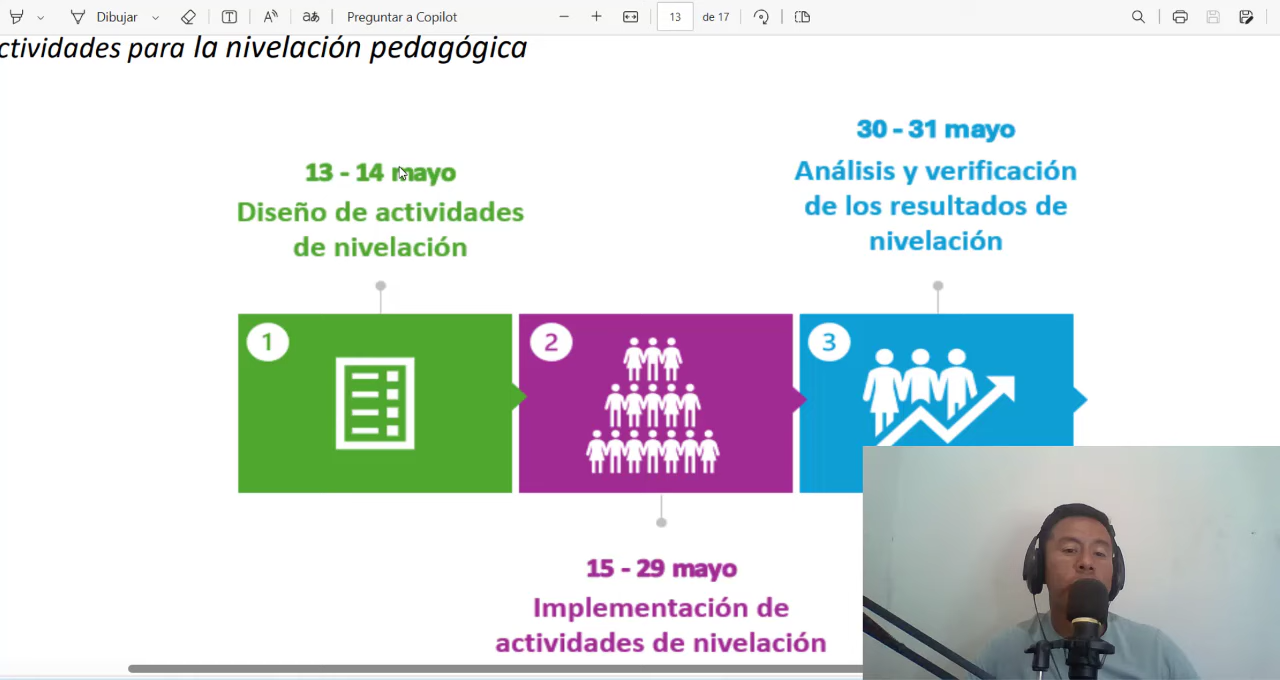 Dibujar
Preguntar a Copilot
13
de 17
ctividades para la nivelación pedagógica
13 - 14 mayo
Diseño de actividades
de nivelación
30 - 31 mayo
Análisis y verificación
de los resultados de
nivelación
1
2
3
15 - 29 mayo
Implementación de
actividades de nivelación